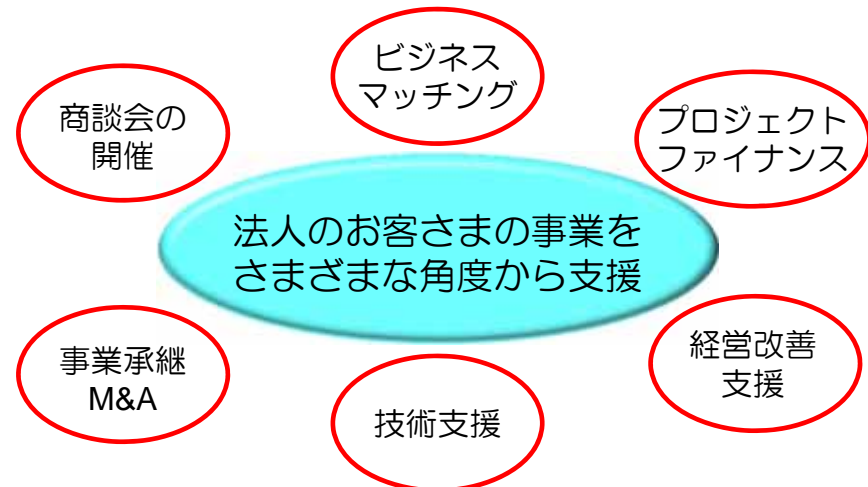 ビジネス
マッチング
商談会の
開催
プロジェクト
ファイナンス
法人のお客さまの事業を
さまざまな角度から支援
事業承継
M&A
技術支援
経営改善
支援